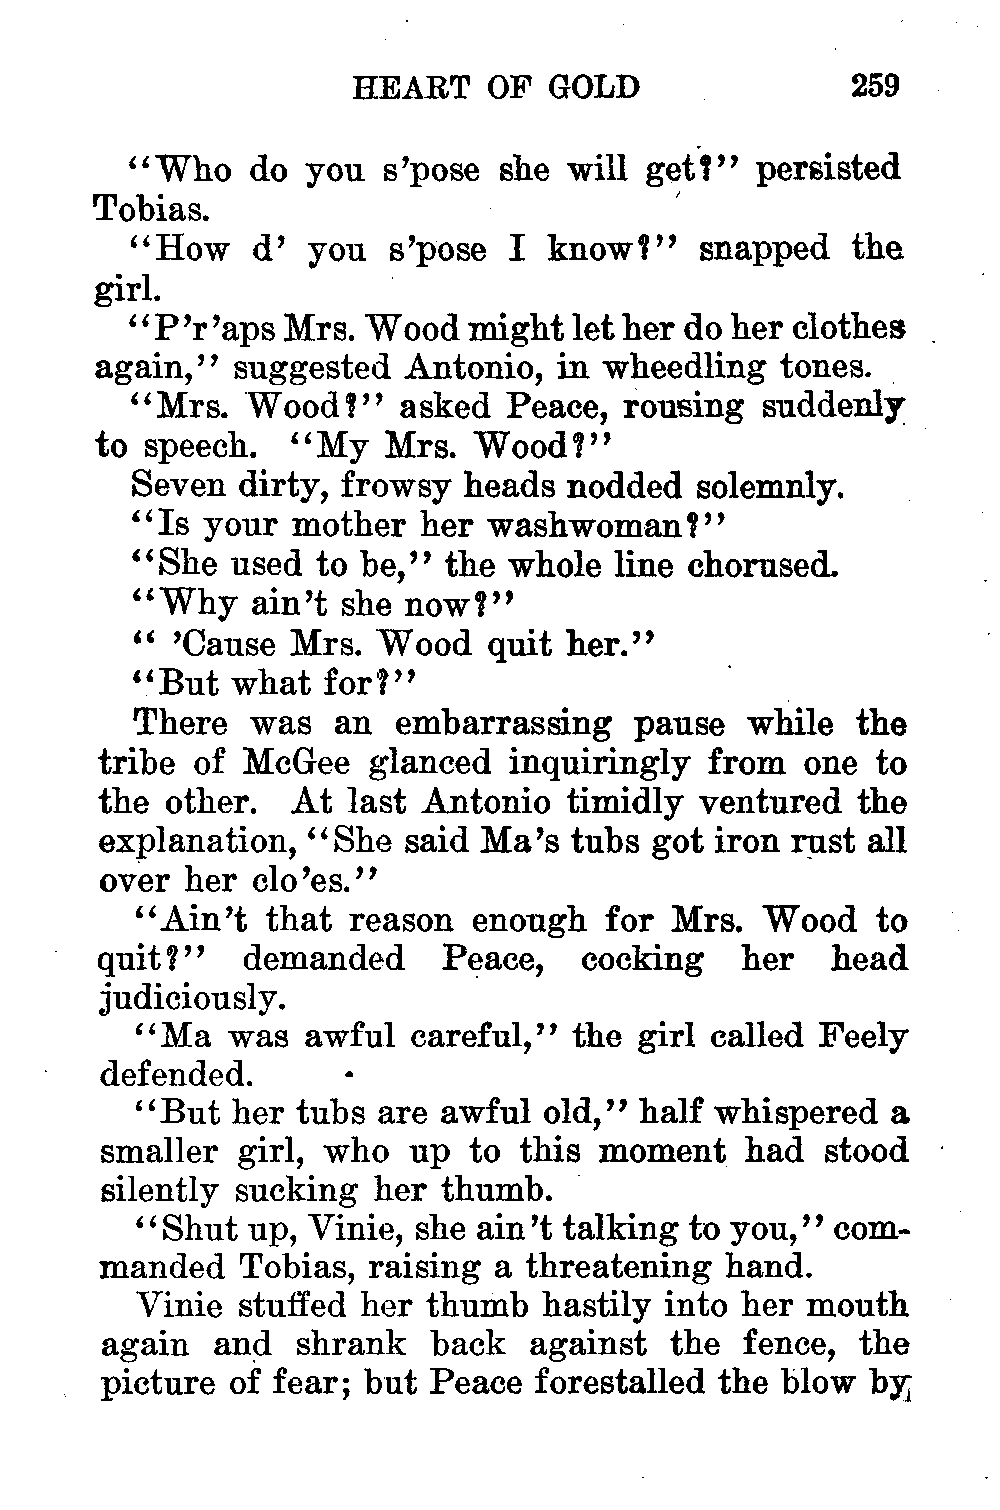 HEART OF GOLD 259
"Who do you s'pose she will get?" persisted
Tobias.
"How d' you s'pose I know?" snapped the
girl.
"P'r'aps Mrs. Wood might let her do her clothes
again," suggested Antonio, in wheedling tones.
"Mrs. Wood?" asked Peace, rousing suddenly
to speech. "My Mrs. Wood?"
Seven dirty, frowsy heads nodded solemnly.
"Is your mother her washwoman?"
"She used to be," the whole line chorused.
"Why ain't she now?"
" 'Cause Mrs. Wood quit her."
"But what for?"
There was an embarrassing pause while the
tribe of McGee glanced inquiringly from one to
the other. At last Antonio timidly ventured the
explanation, "She said Ma's tubs got iron rust all
over her clo'es."
"Ain't that reason enough for Mrs. Wood to
quit?" demanded Peace, cocking her head
judiciously.
"Ma was awful careful," the girl called Feely
defended.
"But her tubs are awful old," half whispered a
smaller girl, who up to this moment had stood
silently sucking her thumb.
"Shut up, Vinie, she ain't talking to you," com-
manded Tobias, raising a threatening hand.
Vinie stuffed her thumb hastily into her mouth
again and shrank back against the fence, the
picture of fear; but Peace forestalled the blow by